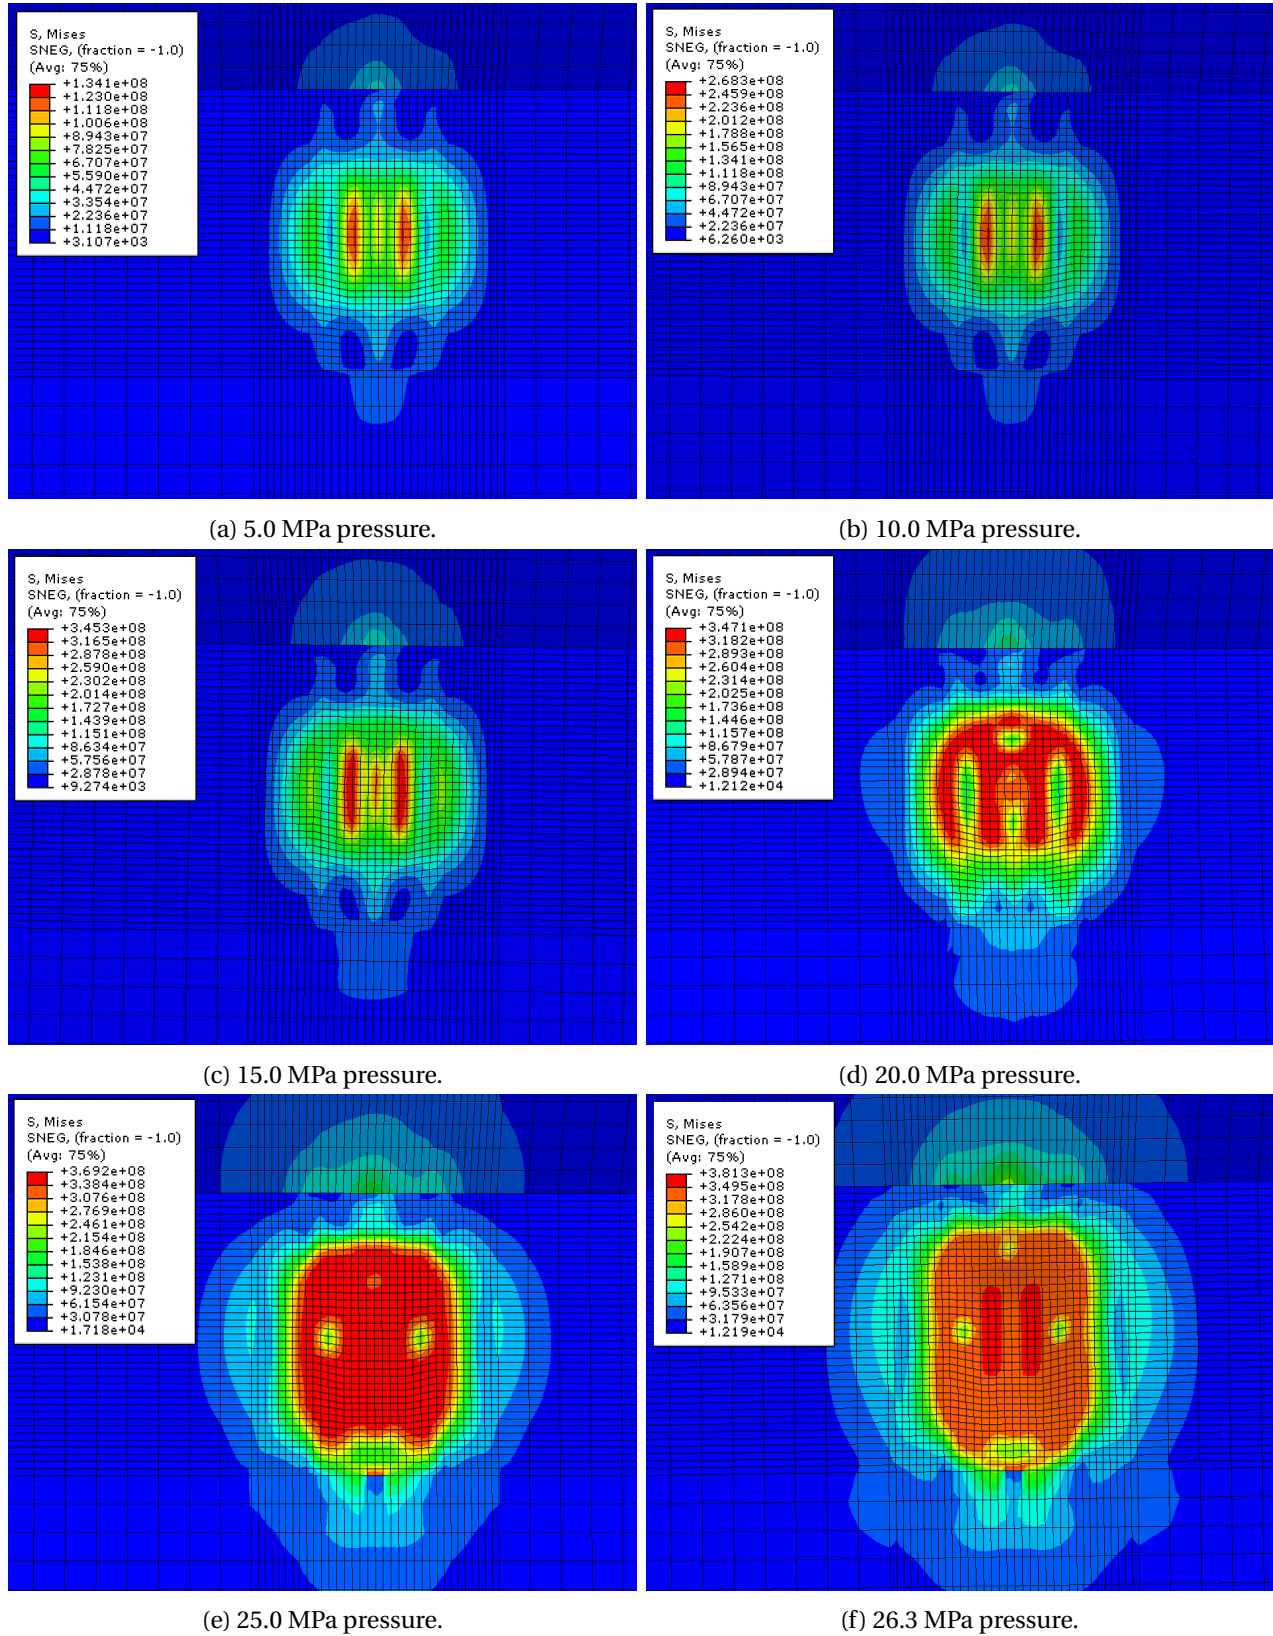 S, Mises
SNEG, (fraction = -1.0)
(Avg: 75%)
+1.341e+08
+1.230e+08
+1.118e+08
+1.006e+08
+8.943e+07
+7.825e+07
+6.707e+07
+5.590e+07
+4.472e+07
+3.354e+07
+2.236e+07
+1.118e+07
+3.107e+03
(a) 5.0 MPa pressure.
S, Mises
SNEG, (fraction = -1.0)
(Avg: 75%)
+2.683e+08
+2.459e+08
+2.236e+08
+2.012e+08
+1.788e+08
+1.565e+08
+1.341e+08
+1.118e+08
+8.943e+07
+6.707e+07
+4.472e+07
+2.236e+07
+6.260e+03
(b) 10.0 MPa pressure.
S, Mises
SNEG, (fraction = -1.0)
(Avg: 75%)
+3.453e+08
+3.165e+08
+2.878e+08
+2.590e+08
+2.302e+08
+2.014e+08
+1.727e+08
+1.439e+08
+1.151e+08
+8.634e+07
+5.756e+07
+2.878e+07
+9.274e+03
(c) 15.0 MPa pressure.
S, Mises
SNEG, (fraction = -1.0)
(Avg: 75%)
+3.471e+08
+3.182e+08
+2.893e+08
+2.604e+08
+2.314e+08
+2.025e+08
+1.736e+08
+1.446e+08
+1.157e+08
+8.679e+07
+5.787e+07
+2.894e+07
+1.212e+04
(d) 20.0 MPa pressure.
S, Mises
SNEG, (fraction = -1.0)
(Avg: 75%)
+3.692e+08
+3.384e+08
+3.076e+08
+2.769e+08
+2.461e+08
+2.154e+08
+1.846e+08
+1.538e+08
+1.231e+08
+9.230e+07
+6.154e+07
+3.078e+07
+1.718e+04
(e) 25.0 MPa pressure.
S, Mises
SNEG, (fraction = -1.0)
(Avg: 75%)
+3.813e+08
+3.495e+08
+3.178e+08
+2.860e+08
+2.542e+08
+2.224e+08
+1.907e+08
+1.589e+08
+1.271e+08
+9.533e+07
+6.356e+07
+3.179e+07
+1.219e+04
(f) 26.3 MPa pressure.